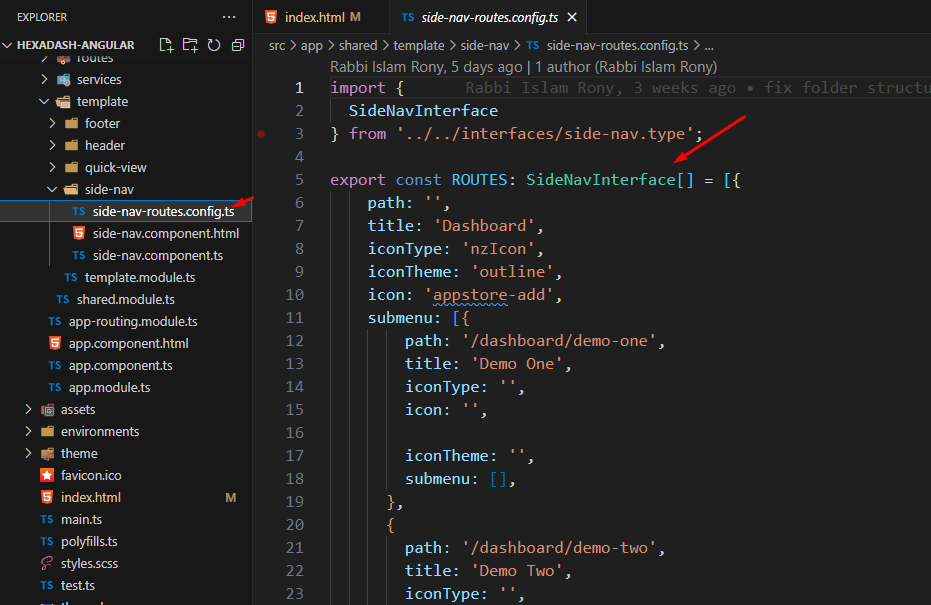 EXPLORER
···
index.html M
TS side-nav-routes.config.ts ×
HEXADASH-ANGULAR
src > app > shared > template > side-nav > TS side-nav-routes.config.ts > ...
routes
services
template
footer
header
quick-view
side-nav
TS side-nav-routes.config.ts
side-nav.component.html
TS side-nav.component.ts
TS template.module.ts
TS shared.module.ts
TS app-routing.module.ts
app.component.html
TS app.component.ts
TS app.module.ts
assets
environments
theme
favicon.ico
index.html M
TS main.ts
TS polyfills.ts
styles.scss
TS test.ts
Rabbi Islam Rony, 5 days ago | 1 author (Rabbi Islam Rony)
1 import { Rabbi Islam Rony, 3 weeks ago • fix folder structu
2 SideNavInterface
3 } from '../../interfaces/side-nav.type';
4
5 export const ROUTES: SideNavInterface[] = [{
6 path: '',
7 title: 'Dashboard',
8 iconType: 'nzIcon',
9 iconTheme: 'outline',
10 icon: 'appstore-add',
11 submenu: [{
12 path: '/dashboard/demo-one',
13 title: 'Demo One',
14 iconType: '',
15 icon: '',
16
17 iconTheme: '',
18 submenu: [],
19 },
20 {
21 path: '/dashboard/demo-two',
22 title: 'Demo Two',
23 iconType: '',